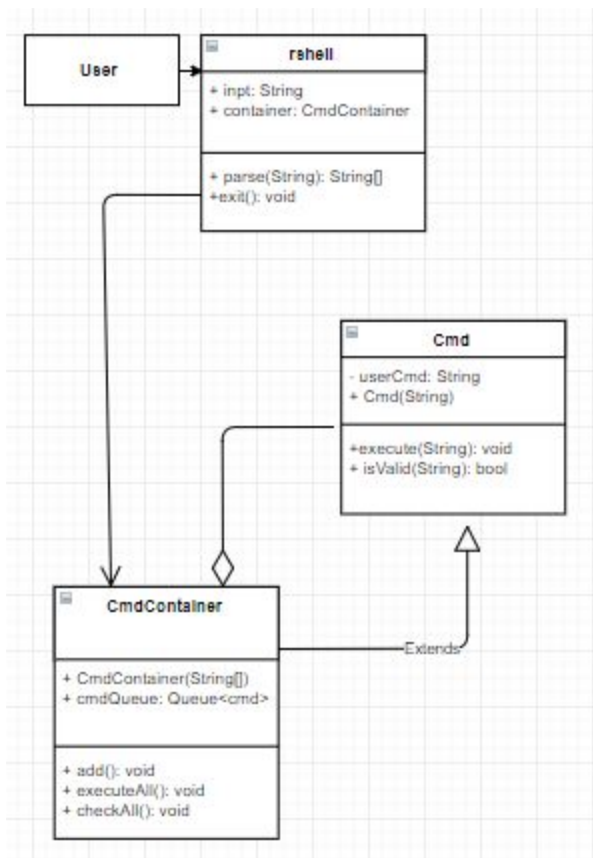 User
rshell
+ inpt: String
+ container: CmdContainer
+ parse(String): String[]
+exit(): void
Cmd
- userCmd: String
+ Cmd(String)
+execute(String): void
+ isValid(String): bool
Extends
CmdContainer
+ CmdContainer(String[])
+ cmdQueue: Queue<cmd>
+ add(): void
+ executeAll(): void
+ checkAll(): void